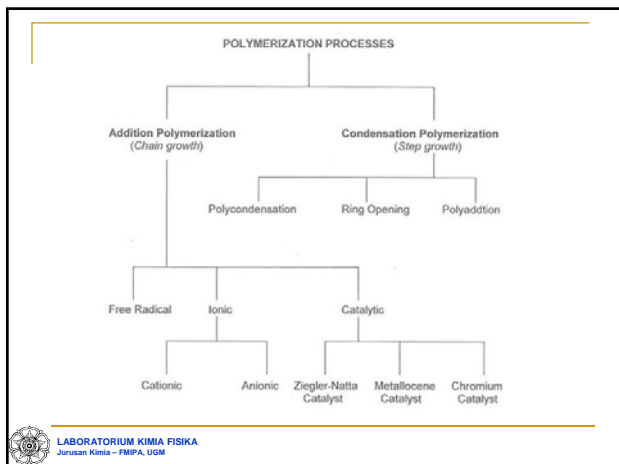 POLYMERIZATION PROCESSES
Addition Polymerization
(Chain growth)
Condensation Polymerization
(Step growth)
Polycondensation
Ring Opening
Polyaddtion
Free Radical
Ionic
Catalytic
Cationic
Anionic
Ziegler-Natta
Catalyst
Metallocene
Catalyst
Chromium
Catalyst
LABORATORIUM KIMIA FISIKA
Jurusan Kimia – FMIPA, UGM